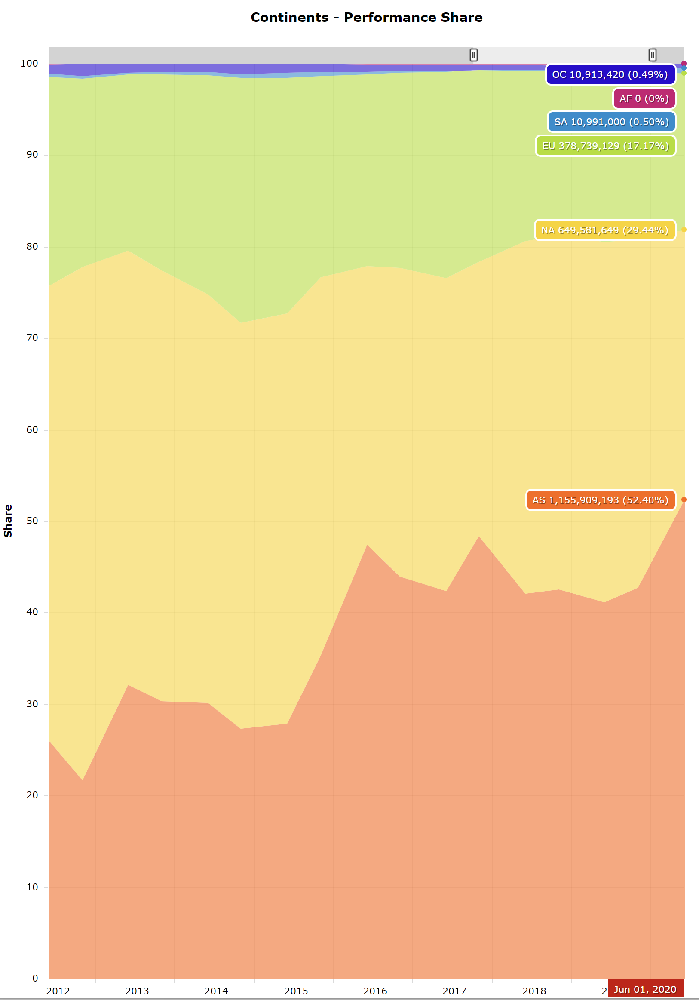 Continents - Performance Share
100
OC 10,913,420 (0.49%)
AF 0 (0%)
SA 10,991,000 (0.50%)
EU 378,739,129 (17.17%)
90
NA 649,581,649 (29.44%)
80
70
60
AS 1,155,909,193 (52.40%)
Share
50
40
30
20
10
0
2012 2013 2014 2015 2016 2017 2018 Jun 01, 2020